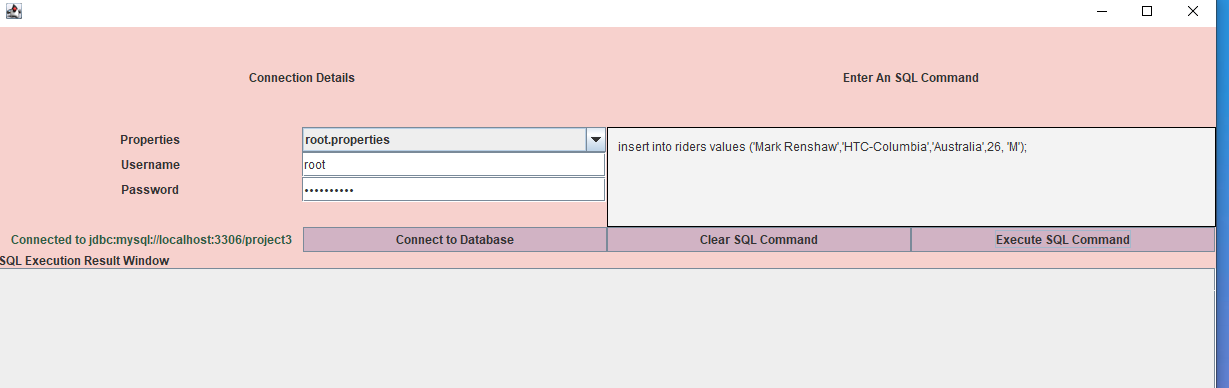 Connection Details
Enter An SQL Command
Properties
root.properties
Username
root
Password
••••••••••
insert into riders values ('Mark Renshaw','HTC-Columbia','Australia',26, 'M');
Connected to jdbc:mysql://localhost:3306/project3
Connect to Database
Clear SQL Command
Execute SQL Command
SQL Execution Result Window